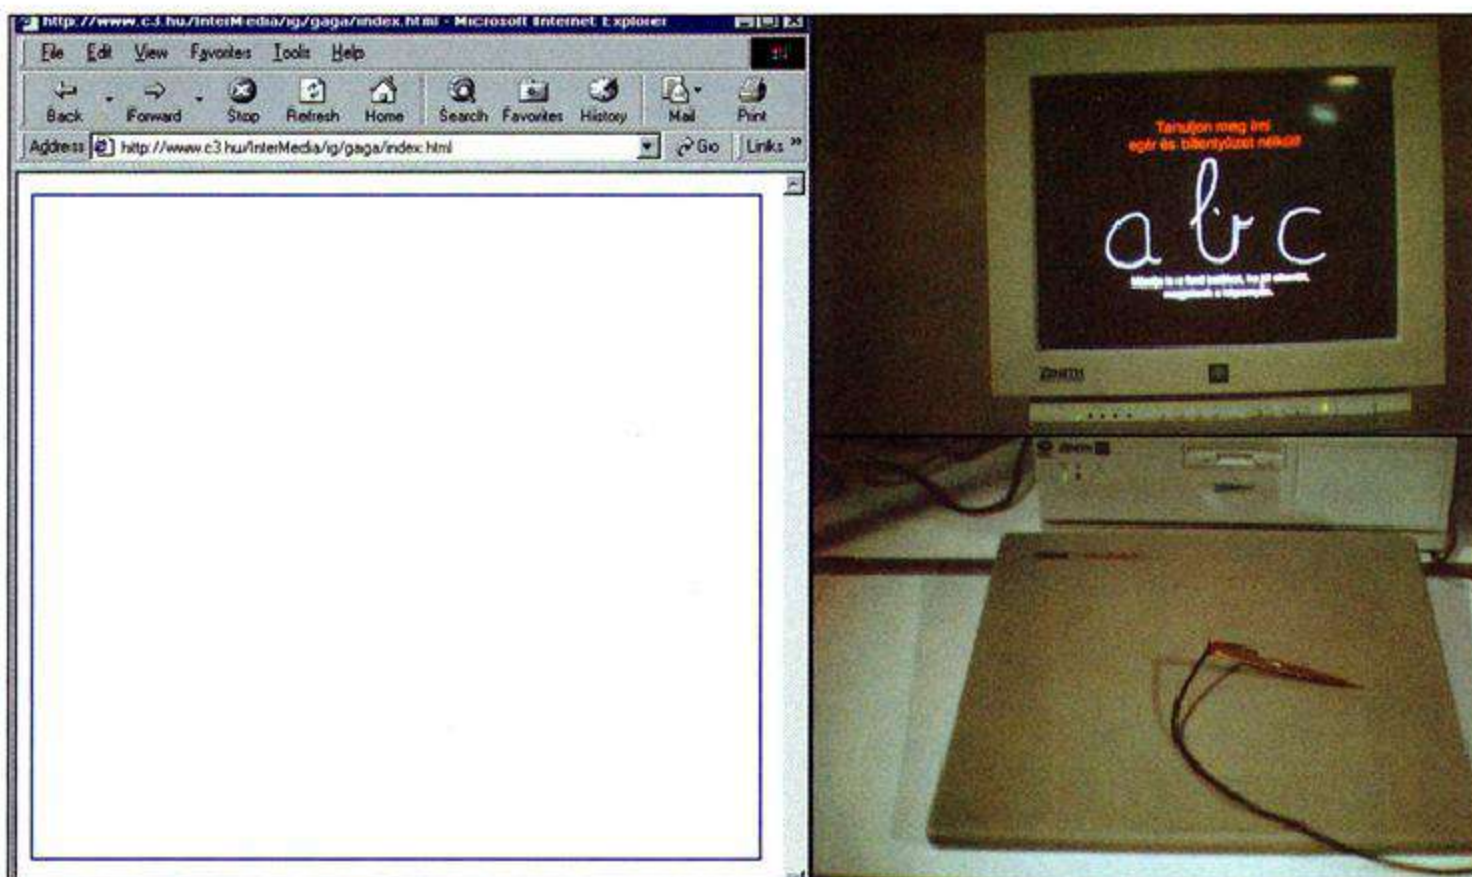 http://www.c3.hu/InterMedia/ig/gaga/index.html - Microsoft Internet Explorer
File Edit View Favorites Tools Help
Back Forward Stop Refresh Home Search Favorites History Mail Print
Address http://www.c3.hu/InterMedia/ig/gaga/index.html Go Links »
Tanuljon meg írni
egér és billentyűzet nélkül!
a b c
ZENITH